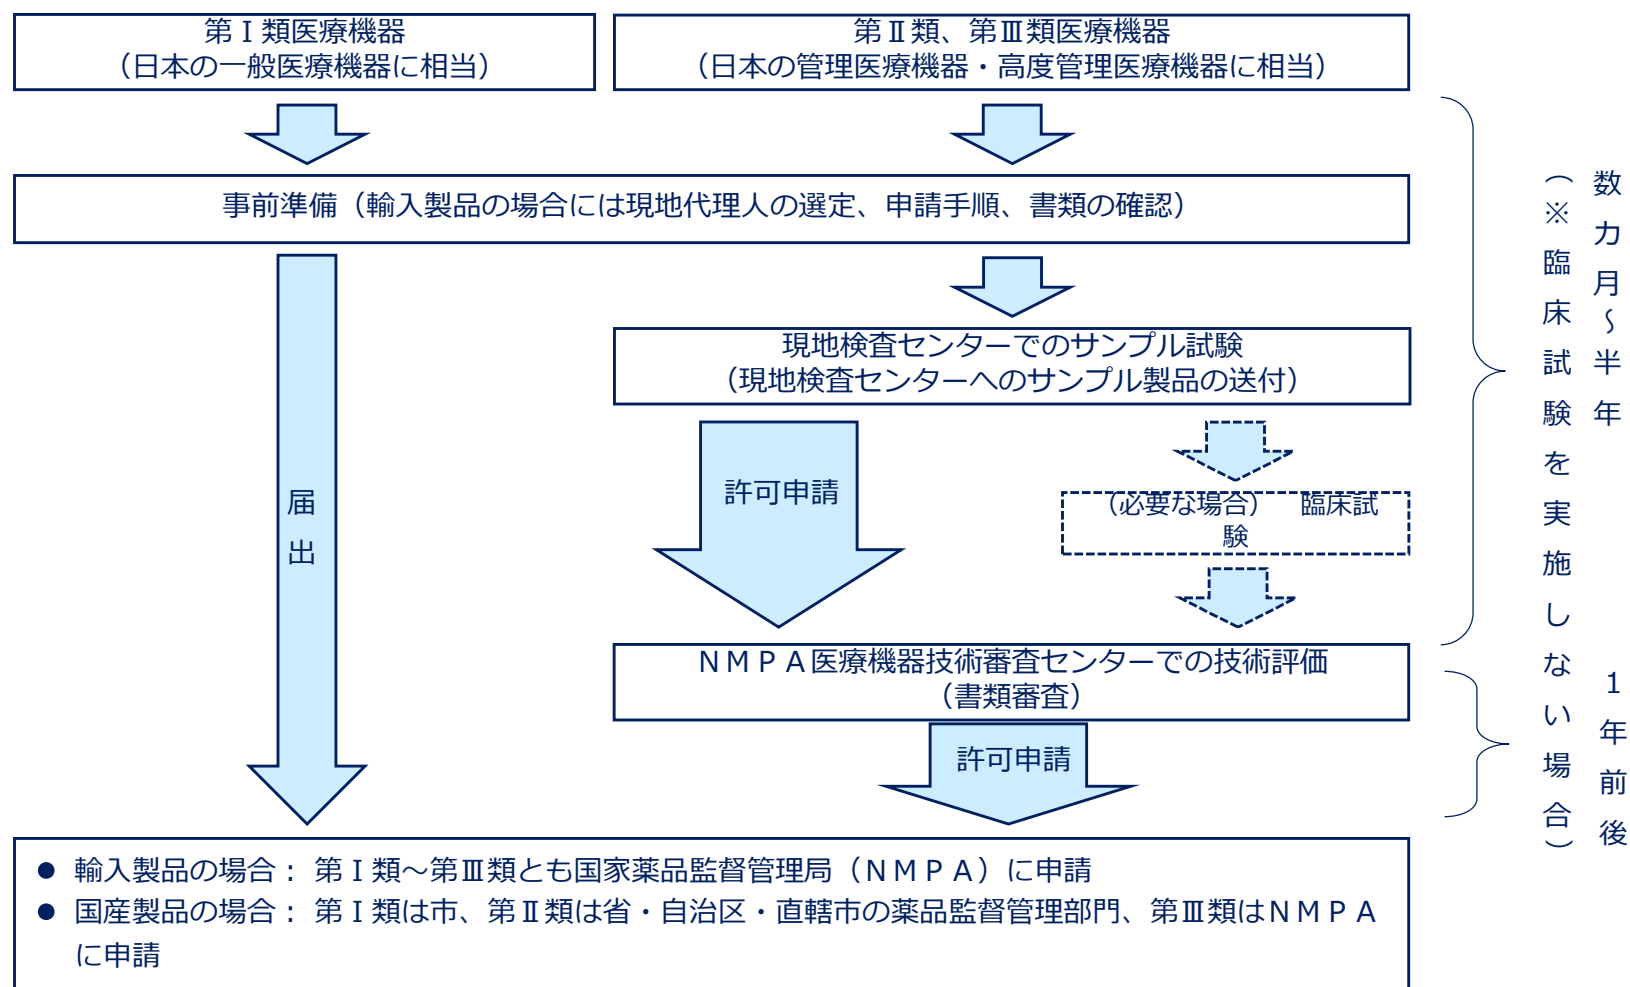 第Ⅰ類医療機器
（日本の一般医療機器に相当）
第Ⅱ類、第Ⅲ類医療機器
（日本の管理医療機器・高度管理医療機器に相当）
事前準備（輸入製品の場合には現地代理人の選定、申請手順、書類の確認）
現地検査センターでのサンプル試験
（現地検査センターへのサンプル製品の送付）
届出
許可申請
（必要な場合）　臨床試
験
ＮＭＰＡ医療機器技術審査センターでの技術評価
（書類審査）
許可申請
数カ月～半年
１年前後
（※臨床試験を実施しない場合）
● 輸入製品の場合： 第Ⅰ類～第Ⅲ類とも国家薬品監督管理局（ＮＭＰＡ）に申請
● 国産製品の場合： 第Ⅰ類は市、第Ⅱ類は省・自治区・直轄市の薬品監督管理部門、第Ⅲ類はＮＭＰＡ
に申請